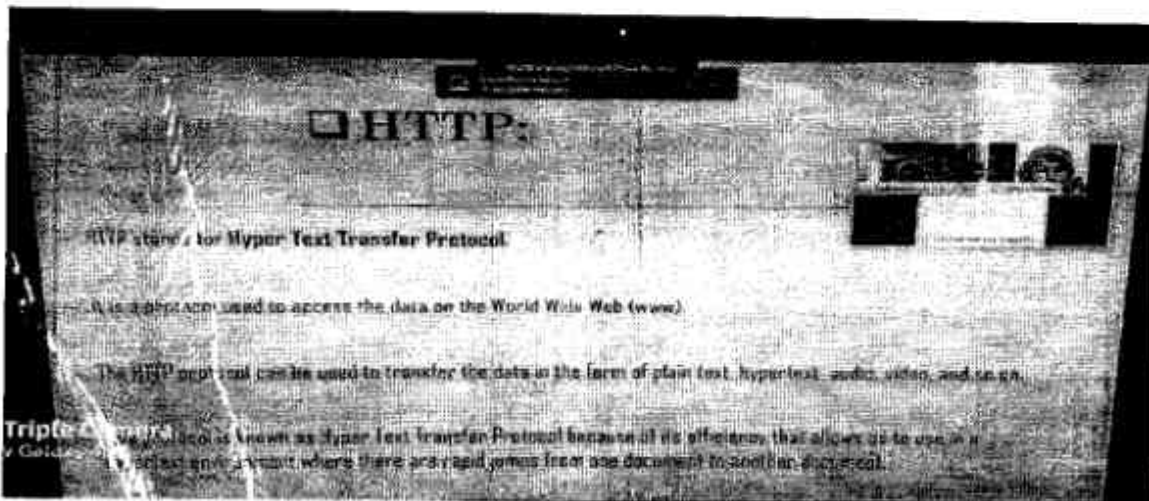 HTTP:
HTTP stands for Hyper Text Transfer Protocol
It is a protocol used to access the data on the World Wide Web (www).
The HTTP protocol can be used to transfer the data in the form of plain text, hypertext, audio, video, and so on.
protocol is known as Hyper Text Transfer Protocol because of its efficiency that allows us to use in a
environment where there are rapid jumps from one document to another document.
Triple Camera